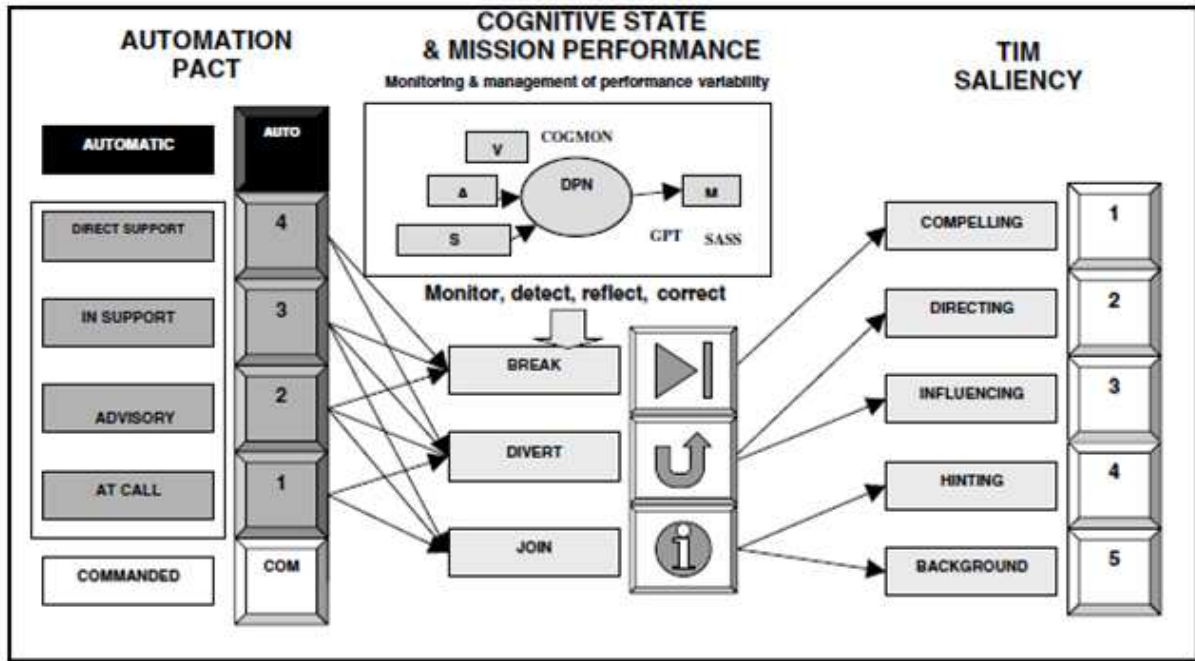 AUTOMATION
PACT
COGNITIVE STATE
& MISSION PERFORMANCE
Monitoring & management of performance variability
TIM
SALIENCY
AUTOMATIC
AUTO
DIRECT SUPPORT
4
IN SUPPORT
3
ADVISORY
2
AT CALL
1
COMMANDED
COM
V
COGMON
A
DPN
M
S
GPT
SASS
Monitor, detect, reflect, correct
BREAK
DIVERT
JOIN
i
COMPELLING
1
DIRECTING
2
INFLUENCING
3
HINTING
4
BACKGROUND
5